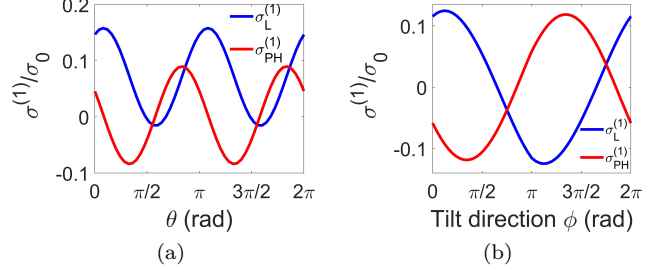 0.2
0.1
0
-0.1
σ^(1)/σ_0
σ_L^(1)
σ_PH^(1)
0 π/2 π 3π/2 2π
θ (rad)
(a)
0.1
0
-0.1
σ^(1)/σ_0
σ_L^(1)
σ_PH^(1)
0 π/2 π 3π/2 2π
Tilt direction ϕ (rad)
(b)